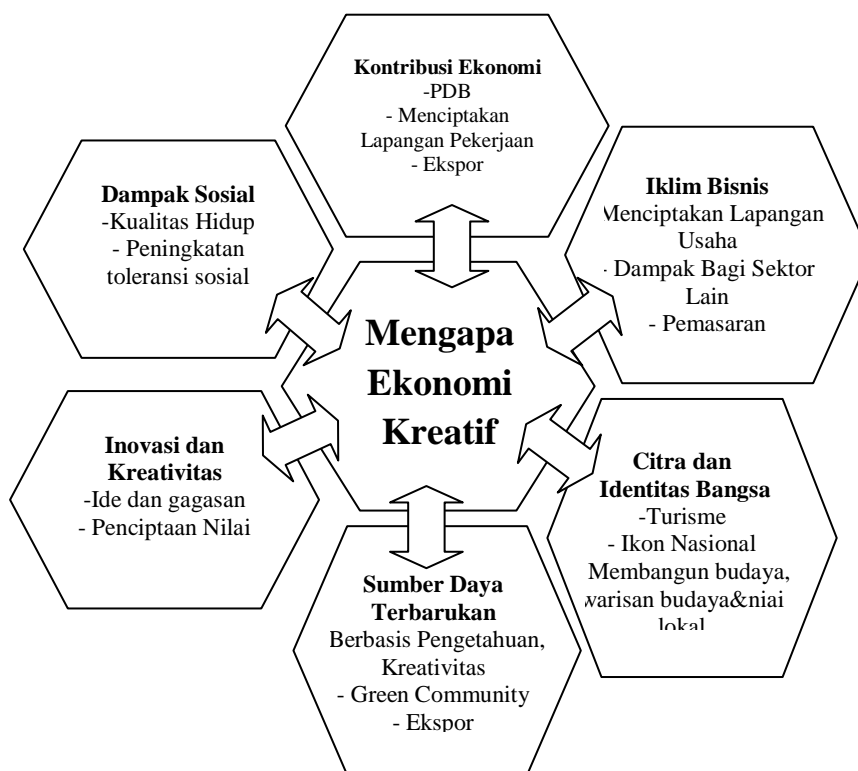 Kontribusi Ekonomi
-PDB
- Menciptakan
Lapangan Pekerjaan
- Ekspor
Dampak Sosial
-Kualitas Hidup
- Peningkatan
toleransi sosial
Iklim Bisnis
Menciptakan Lapangan
Usaha
- Dampak Bagi Sektor
Lain
- Pemasaran
Mengapa
Ekonomi
Kreatif
Inovasi dan
Kreativitas
-Ide dan gagasan
- Penciptaan Nilai
Citra dan
Identitas Bangsa
-Turisme
- Ikon Nasional
Membangun budaya,
warisan budaya&niai
lokal
Sumber Daya
Terbarukan
Berbasis Pengetahuan,
Kreativitas
- Green Community
- Ekspor